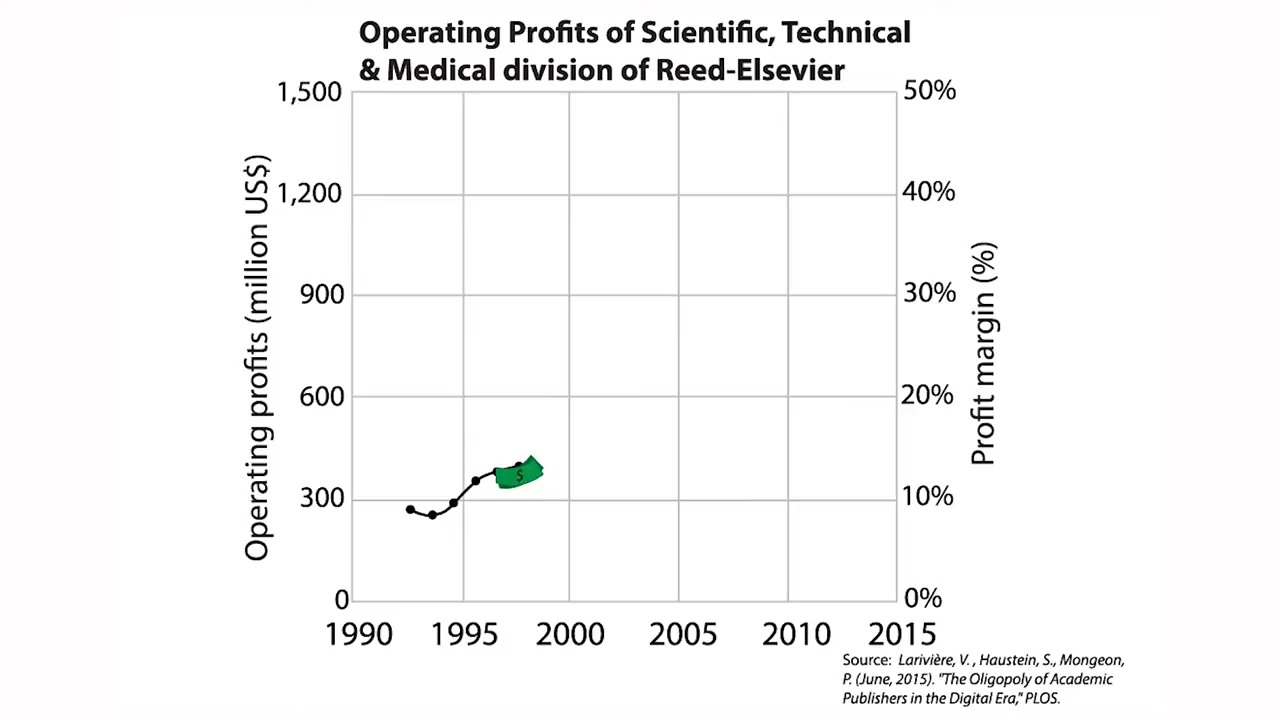 Operating Profits of Scientific, Technical
& Medical division of Reed-Elsevier
1,500
1,200
900
600
300
0
Operating profits (million US$)
50%
40%
30%
20%
10%
0%
Profit margin (%)
$
1990 1995 2000 2005 2010 2015
Source: Larivière, V. , Haustein, S., Mongeon,
P. (June, 2015). "The Oligopoly of Academic
Publishers in the Digital Era," PLOS.